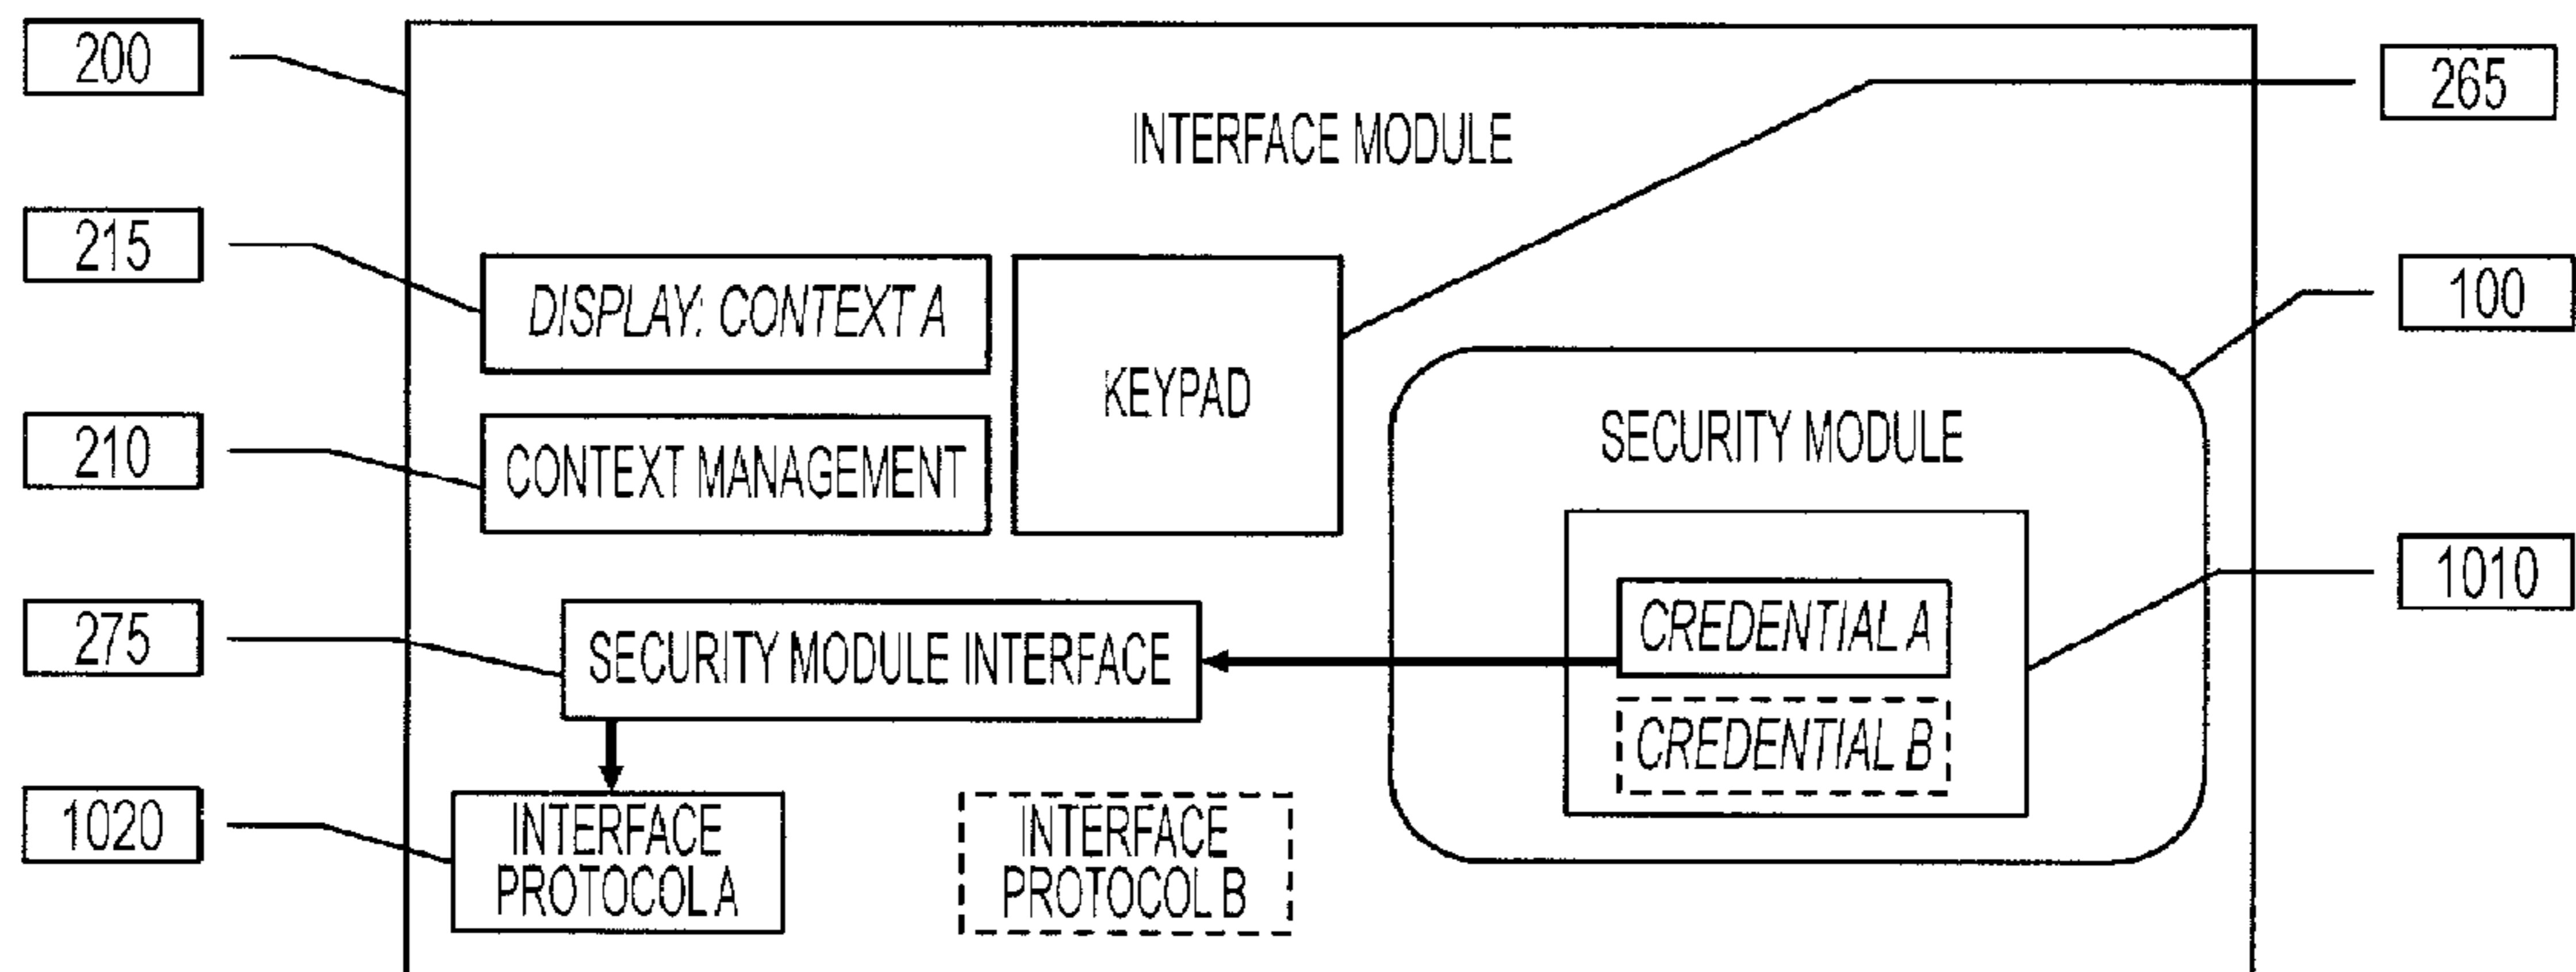 200
265
INTERFACE MODULE
215
100
DISPLAY: CONTEXT A
KEYPAD
210
SECURITY MODULE
CONTEXT MANAGEMENT
1010
275
CREDENTIAL A
SECURITY MODULE INTERFACE
CREDENTIAL B
1020
INTERFACE
PROTOCOL A
INTERFACE
PROTOCOL B